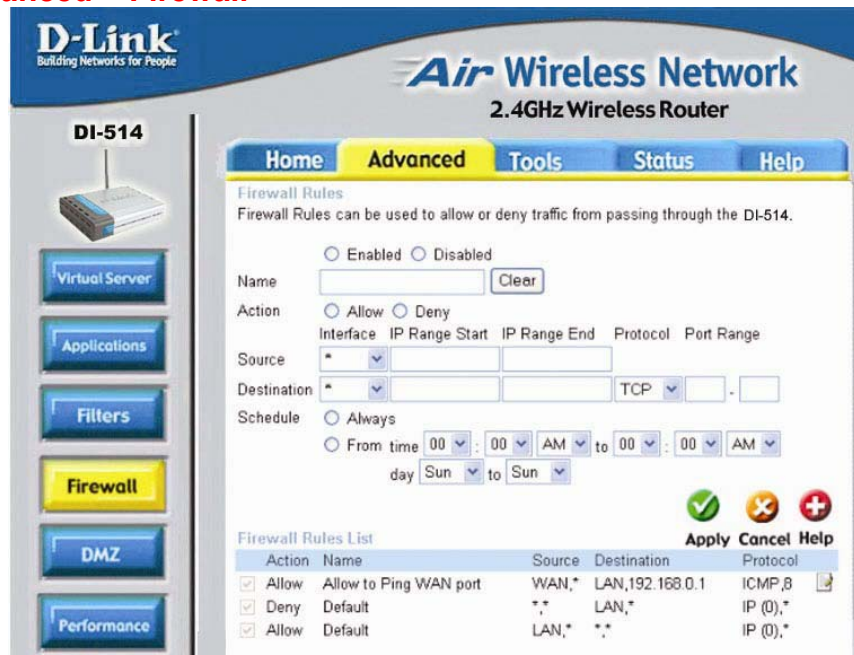 D-Link
Building Networks for People
Air Wireless Network
2.4GHz Wireless Router
DI-514
Home Advanced Tools Status Help
Firewall Rules
Firewall Rules can be used to allow or deny traffic from passing through the DI-514.
Enabled Disabled
Name Clear
Action Allow Deny
Interface IP Range Start IP Range End Protocol Port Range
Source *
Destination * TCP -
Schedule Always
From time 00 : 00 AM to 00 : 00 AM
day Sun to Sun
Virtual Server
Applications
Filters
Firewall
DMZ
Performance
Apply Cancel Help
Firewall Rules List
Action Name Source Destination Protocol
Allow Allow to Ping WAN port WAN,* LAN,192.168.0.1 ICMP,8
Deny Default *,* LAN,* IP (0),*
Allow Default LAN,* *,* IP (0),*